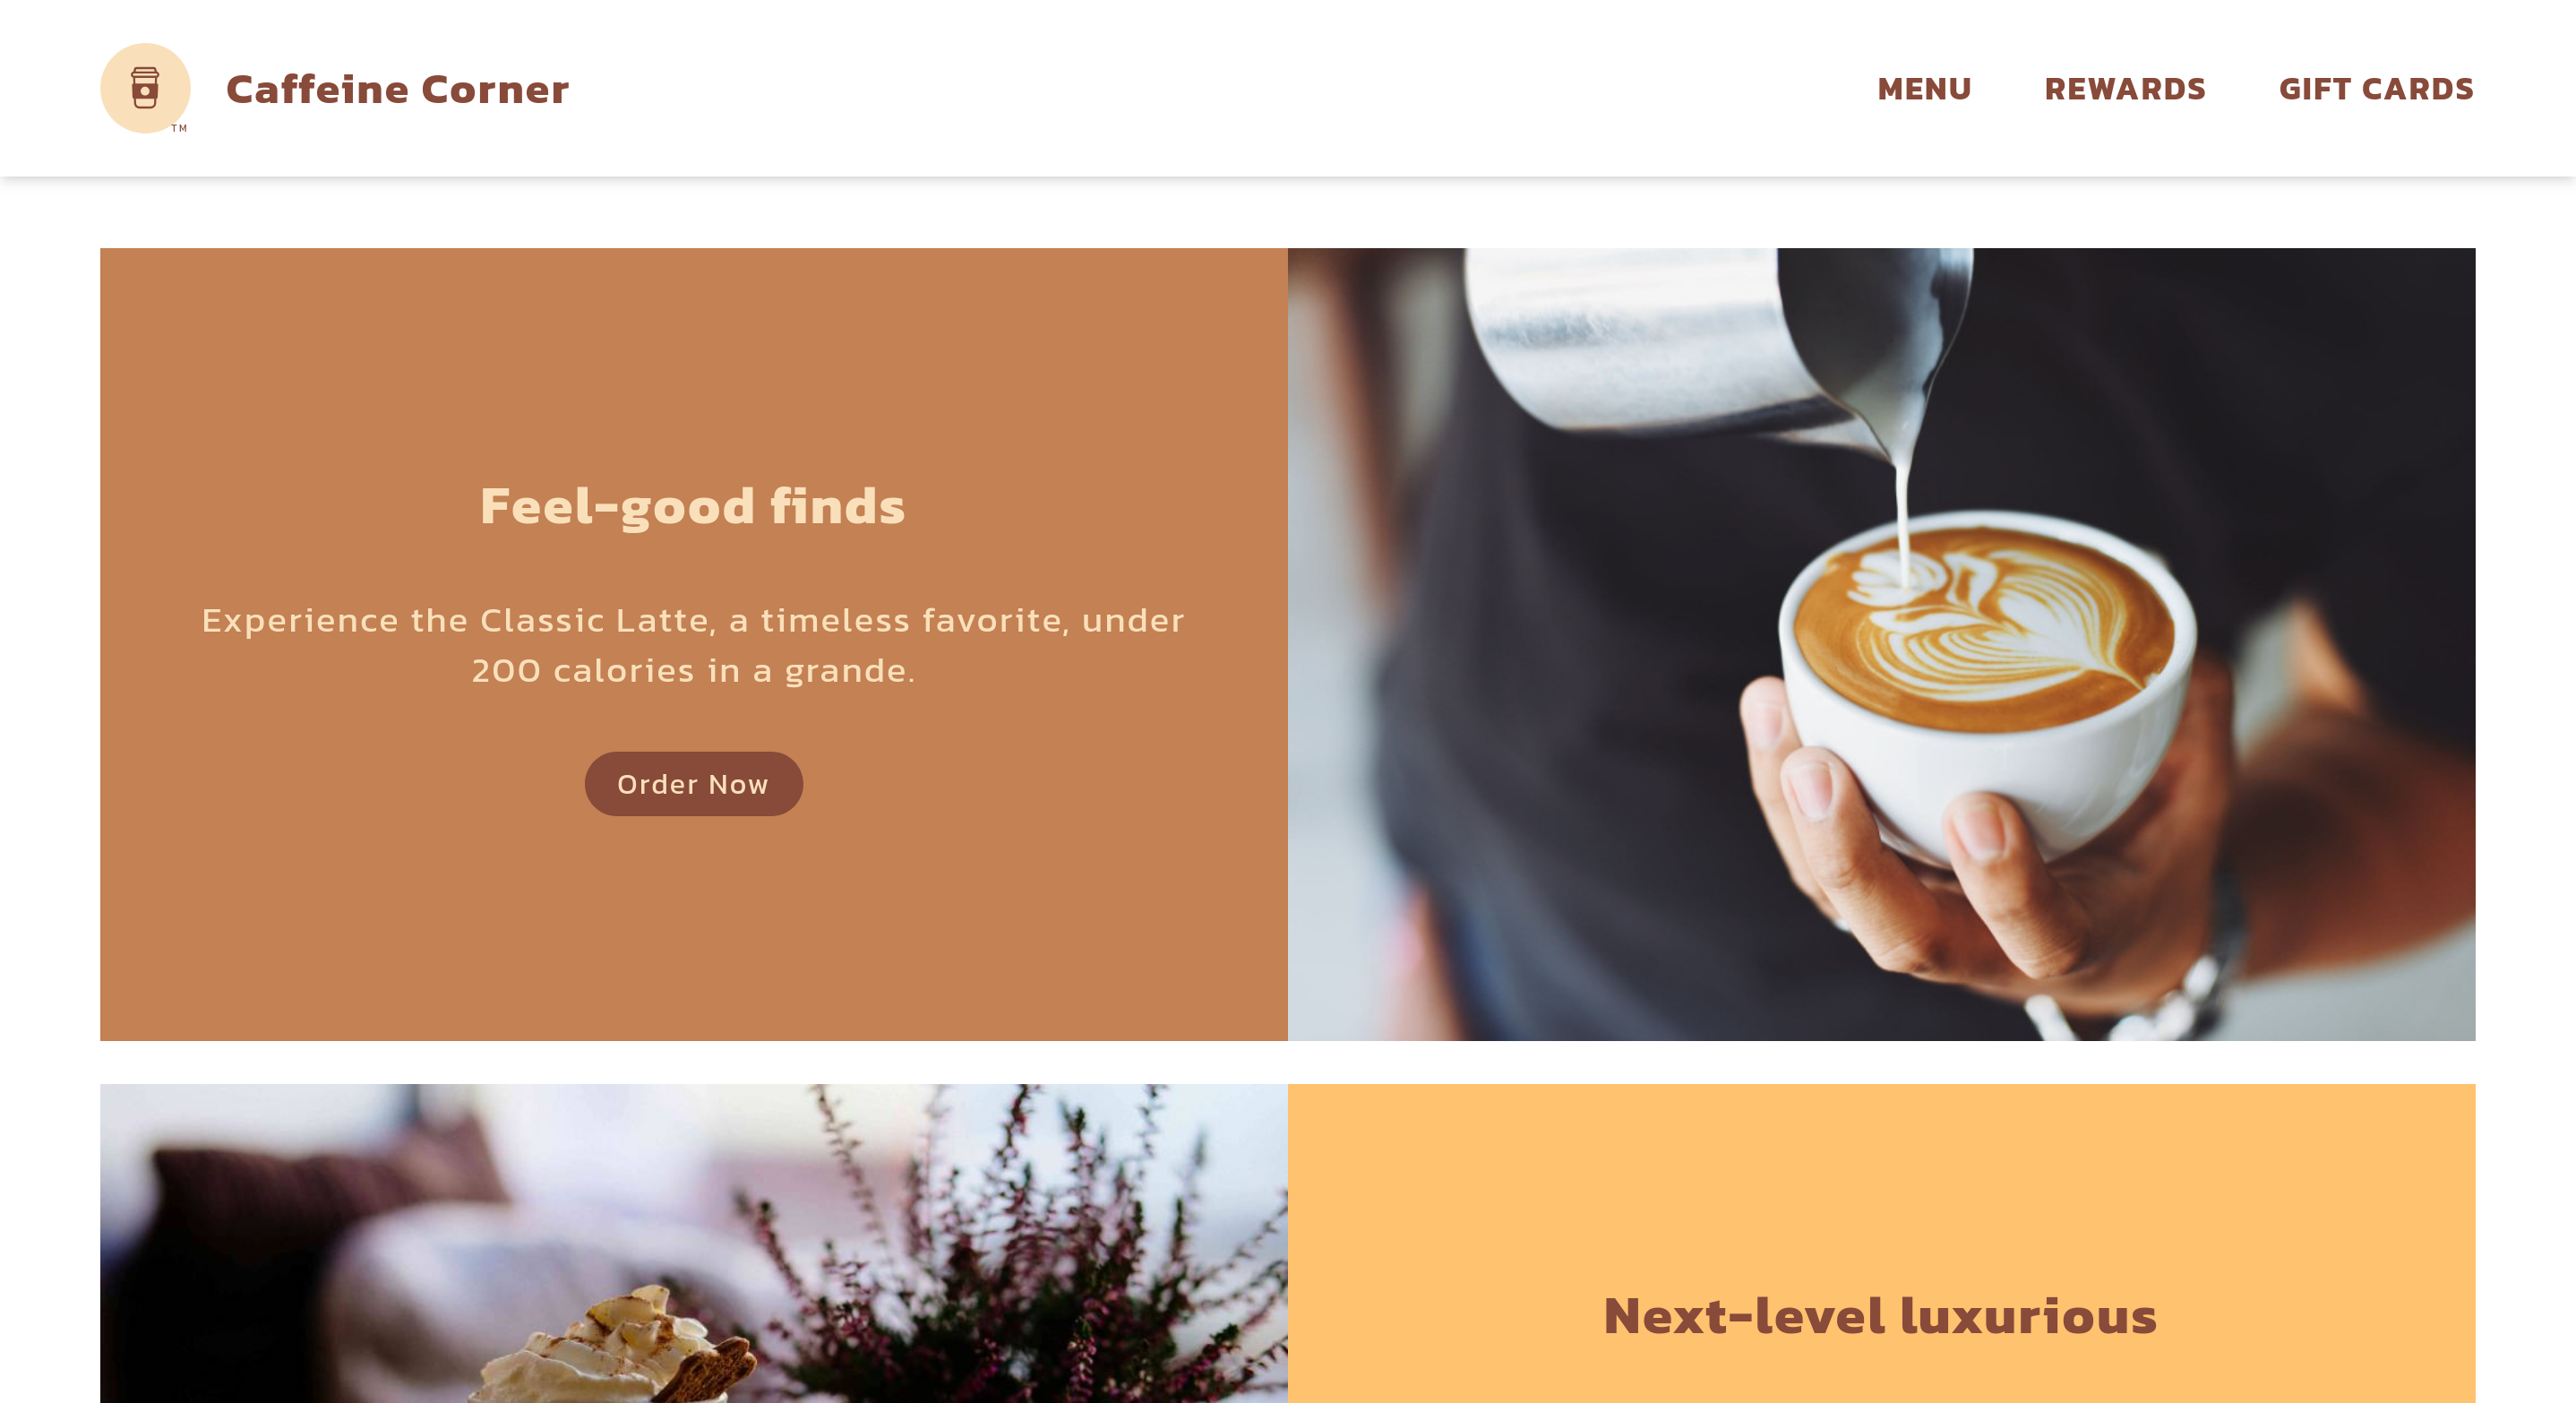 TM
Caffeine Corner
MENU REWARDS GIFT CARDS
Feel-good finds
Experience the Classic Latte, a timeless favorite, under
200 calories in a grande.
Order Now
Next-level luxurious